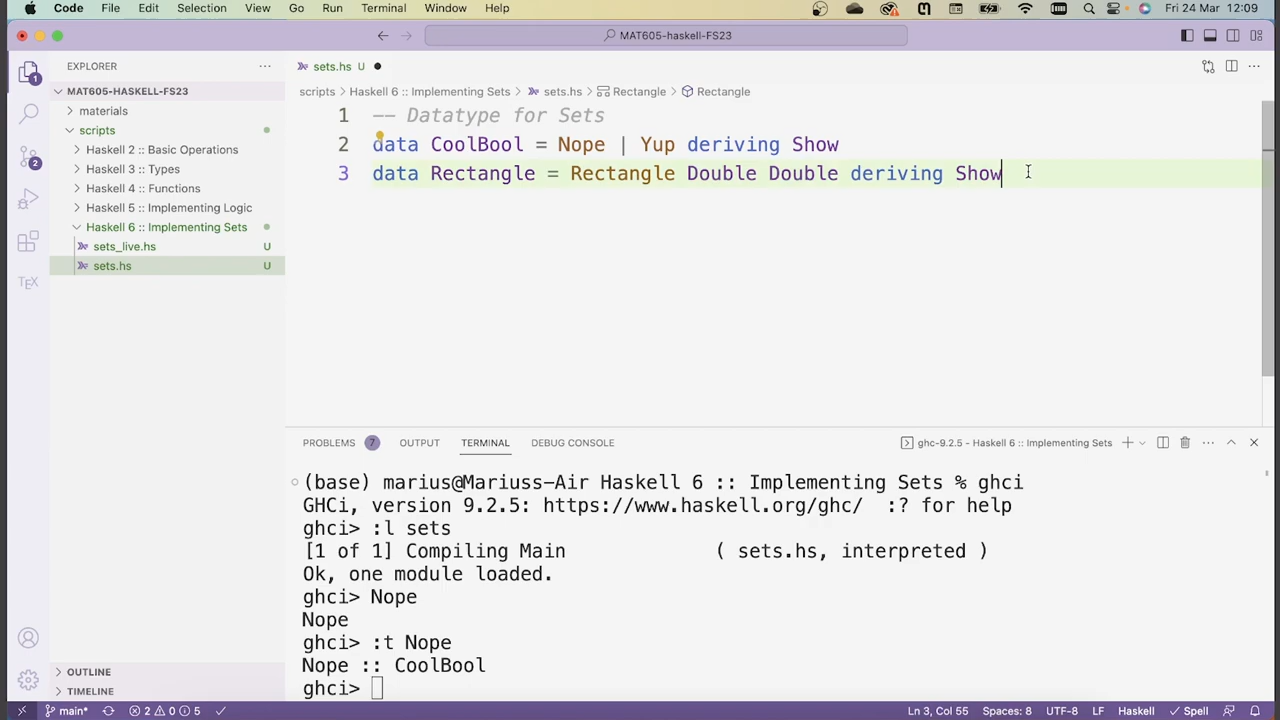 Code File Edit Selection View Go Run Terminal Window Help Fri 24 Mar 12:09
MAT605-haskell-FS23
EXPLORER
sets.hs U
MAT605-HASKELL-FS23
scripts > Haskell 6 :: Implementing Sets > sets.hs > Rectangle > Rectangle
materials
scripts
Haskell 2 :: Basic Operations
Haskell 3 :: Types
Haskell 4 :: Functions
Haskell 5 :: Implementing Logic
Haskell 6 :: Implementing Sets
sets_live.hs U
sets.hs U
1 -- Datatype for Sets
2 data CoolBool = Nope | Yup deriving Show
3 data Rectangle = Rectangle Double Double deriving Show
1
2
TEX
PROBLEMS 7 OUTPUT TERMINAL DEBUG CONSOLE ghc-9.2.5 - Haskell 6 :: Implementing Sets
(base) marius@Mariuss-Air Haskell 6 :: Implementing Sets % ghci
GHCi, version 9.2.5: https://www.haskell.org/ghc/  :? for help
ghci> :l sets
[1 of 1] Compiling Main             ( sets.hs, interpreted )
Ok, one module loaded.
ghci> Nope
Nope
ghci> :t Nope
Nope :: CoolBool
ghci>
OUTLINE
TIMELINE
main* 2 0 5 Ln 3, Col 55 Spaces: 8 UTF-8 LF Haskell Spell